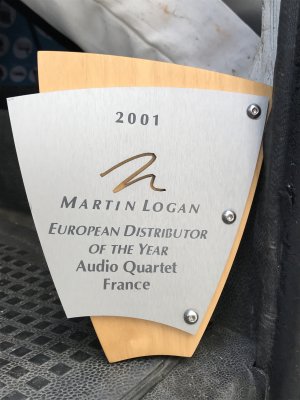 2001
MARTIN LOGAN
EUROPEAN DISTRIBUTOR
OF THE YEAR
Audio Quartet
France